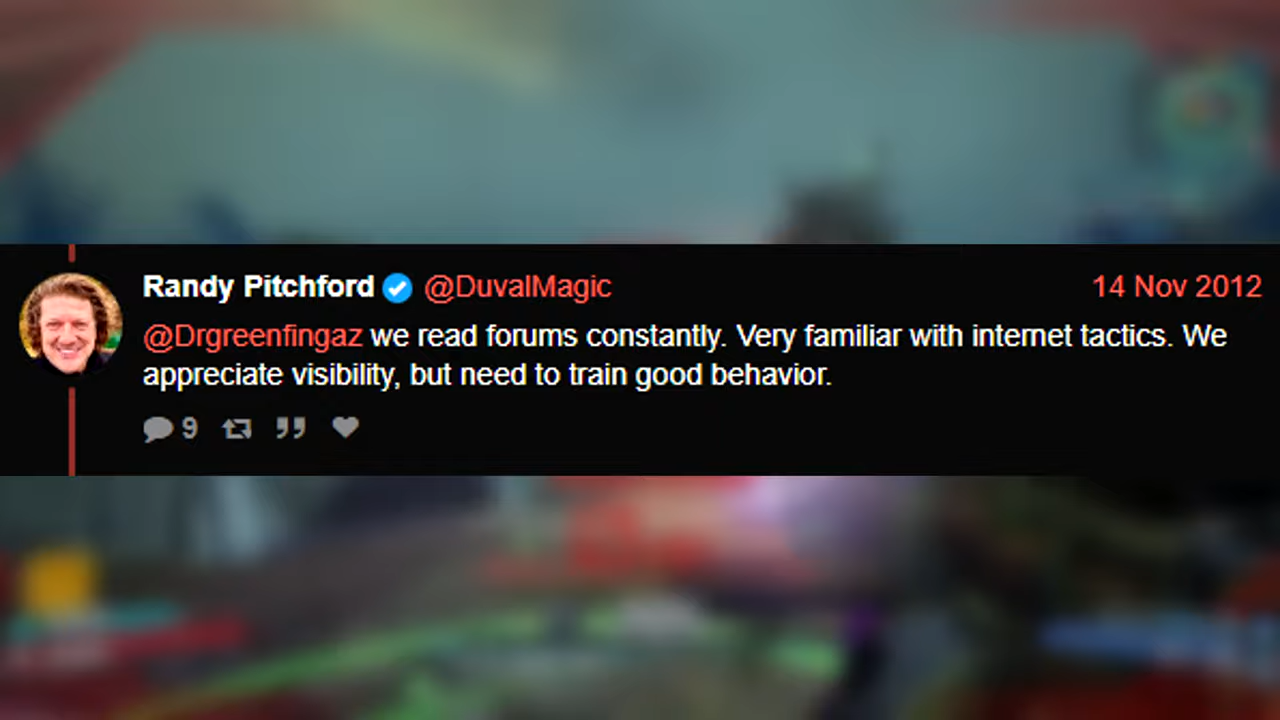 Randy Pitchford @DuvalMagic 14 Nov 2012
@Drgreenfingaz we read forums constantly. Very familiar with internet tactics. We
appreciate visibility, but need to train good behavior.
9